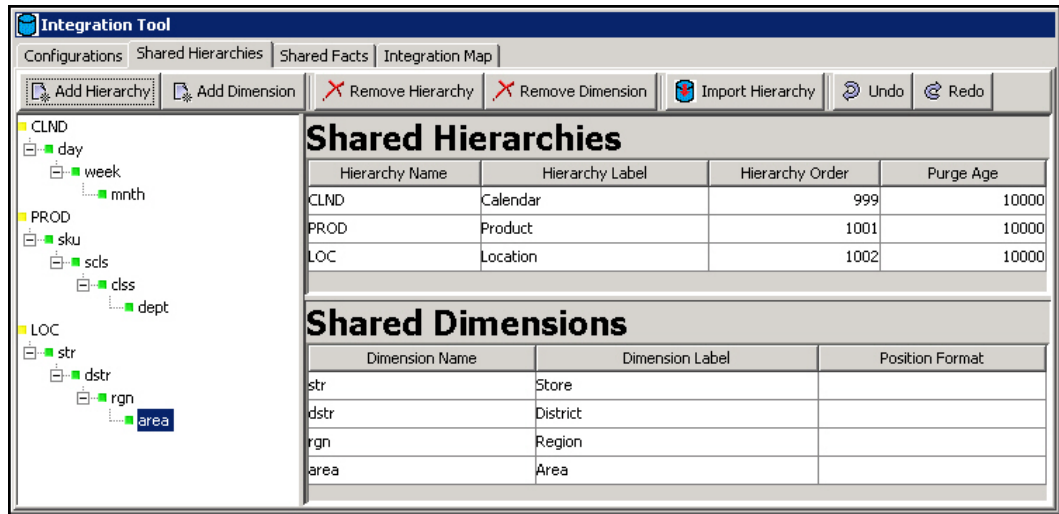 Integration Tool
Configurations Shared Hierarchies Shared Facts Integration Map
Add Hierarchy Add Dimension Remove Hierarchy Remove Dimension Import Hierarchy Undo Redo
CLND
day
week
mnth
PROD
sku
scls
clss
dept
LOC
str
dstr
rgn
area
Shared Hierarchies
Hierarchy Name Hierarchy Label Hierarchy Order Purge Age
CLND Calendar 999 10000
PROD Product 1001 10000
LOC Location 1002 10000
Shared Dimensions
Dimension Name Dimension Label Position Format
str Store
dstr District
rgn Region
area Area